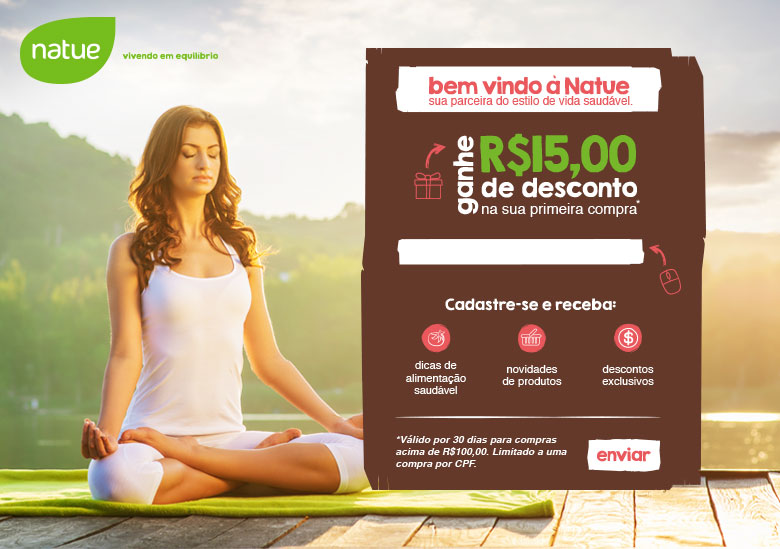 natue
vivendo em equilíbrio
bem vindo à Natue
sua parceira do estilo de vida saudável.
ganhe
R$15,00
de desconto
na sua primeira compra*
Cadastre-se e receba:
dicas de
alimentação
saudável
novidades
de produtos
descontos
exclusivos
*Válido por 30 dias para compras
acima de R$100,00. Limitado a uma
compra por CPF.
enviar